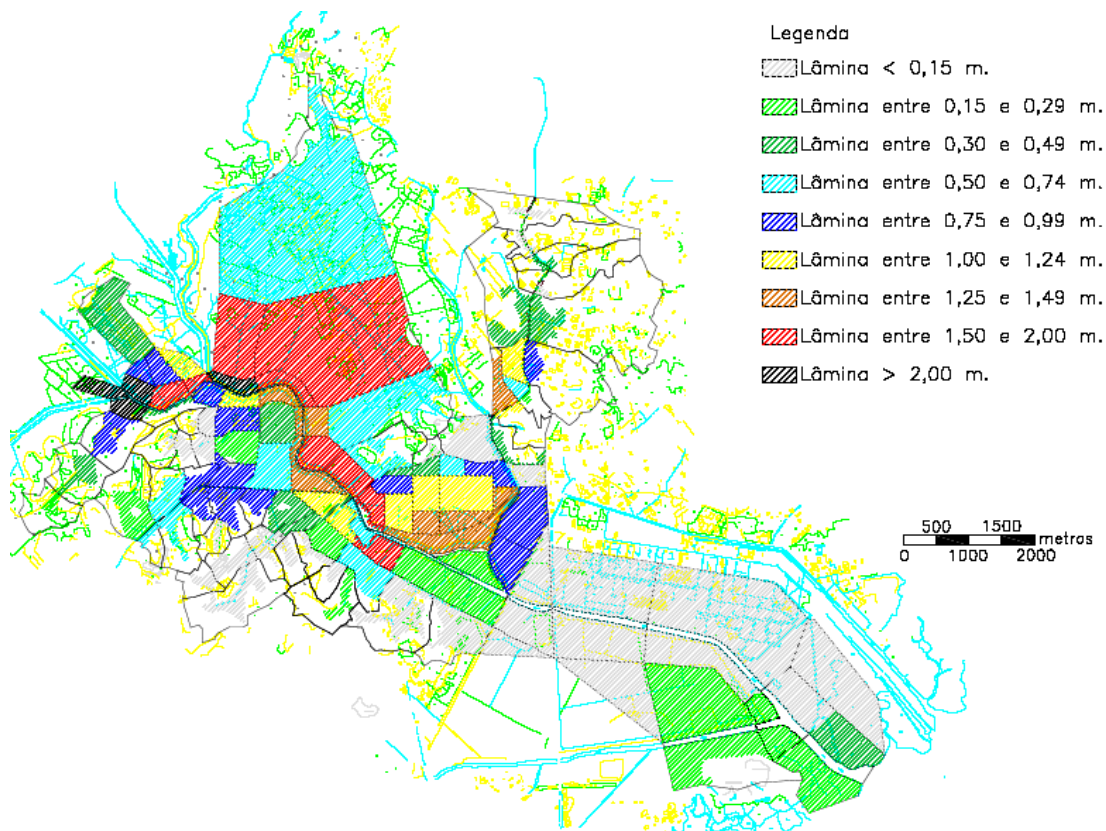 Legenda
Lâmina < 0,15 m.
Lâmina entre 0,15 e 0,29 m.
Lâmina entre 0,30 e 0,49 m.
Lâmina entre 0,50 e 0,74 m.
Lâmina entre 0,75 e 0,99 m.
Lâmina entre 1,00 e 1,24 m.
Lâmina entre 1,25 e 1,49 m.
Lâmina entre 1,50 e 2,00 m.
Lâmina > 2,00 m.
500 1500
metros
0 1000 2000